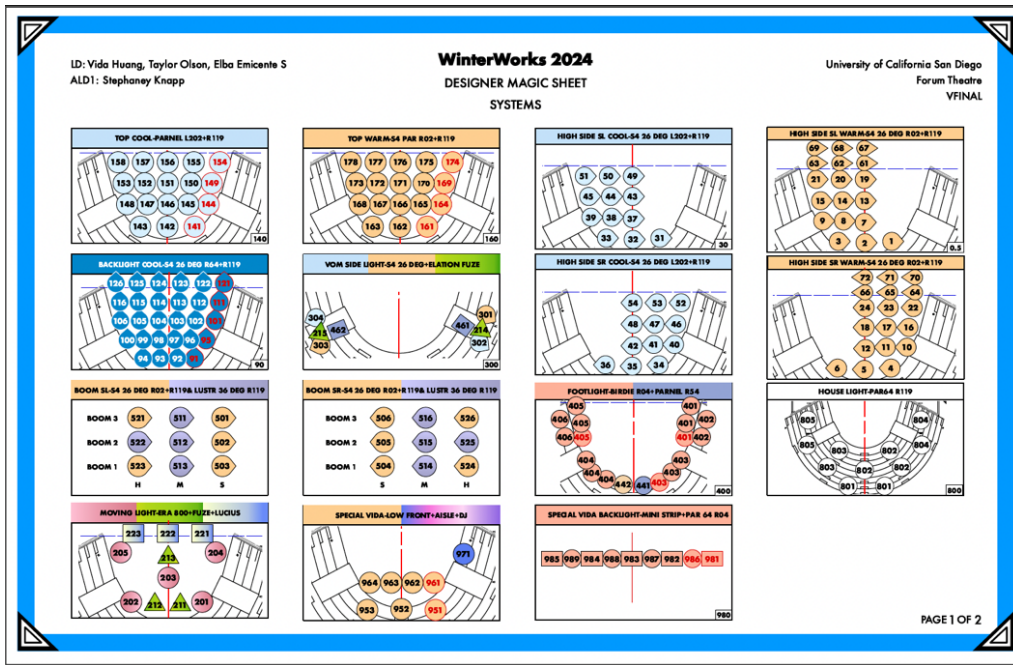 LD: Vida Huang, Taylor Olson, Elba Emicente S
ALD1: Stephaney Knapp
WinterWorks 2024
DESIGNER MAGIC SHEET
SYSTEMS
University of California San Diego
Forum Theatre
VFINAL
TOP COOL-PARNEL L202+R119
158 157 156 155 154
153 152 151 150 149
148 147 146 145 144
143 142 141
140
TOP WARM-S4 PAR R02+R119
178 177 176 175 174
173 172 171 170 169
168 167 166 165 164
163 162 161
160
HIGH SIDE SL COOL-S4 26 DEG L202+R119
51 50 49
45 44 43
39 38 37
33 32 31
30
HIGH SIDE SL WARM-S4 26 DEG R02+R119
69 68 67
63 62 61
21 20 19
15 14 13
9 8 7
3 2 1
0.5
BACKLIGHT COOL-S4 26 DEG R64+R119
126 125 124 123 122 121
116 115 114 113 112 111
106 105 104 103 102 101
100 99 98 97 96 95
94 93 92 91
90
VOM SIDE LIGHT-S4 26 DEG+ELATION FUZE
304 462 461 301
215 214
303 302
300
HIGH SIDE SR COOL-S4 26 DEG L202+R119
54 53 52
48 47 46
42 41 40
36 35 34
HIGH SIDE SR WARM-S4 26 DEG R02+R119
72 71 70
66 65 64
24 23 22
18 17 16
12 11 10
6 5 4
BOOM SL-S4 26 DEG R02+R119& LUSTR 36 DEG R119
BOOM 3 521 511 501
BOOM 2 522 512 502
BOOM 1 523 513 503
H M S
BOOM SR-S4 26 DEG R02+R119& LUSTR 36 DEG R119
BOOM 3 506 516 526
BOOM 2 505 515 525
BOOM 1 504 514 524
S M H
FOOTLIGHT-BIRDIE R04+PARNEL R54
405 401
406 405 401 402
406 405 401 402
404 403
404 403
404 442 441 403
400
HOUSE LIGHT-PAR64 R119
805 804
805 804
803 802
803 802 802
801 801
800
MOVING LIGHT-ERA 800+FUZE+LUCIUS
223 222 221
205 213 204
203
202 212 211 201
SPECIAL VIDA-LOW FRONT+AISLE+DJ
971
964 963 962 961
953 952 951
SPECIAL VIDA BACKLIGHT-MINI STRIP+PAR 64 R04
985 989 984 988 983 987 982 986 981
980
PAGE 1 OF 2